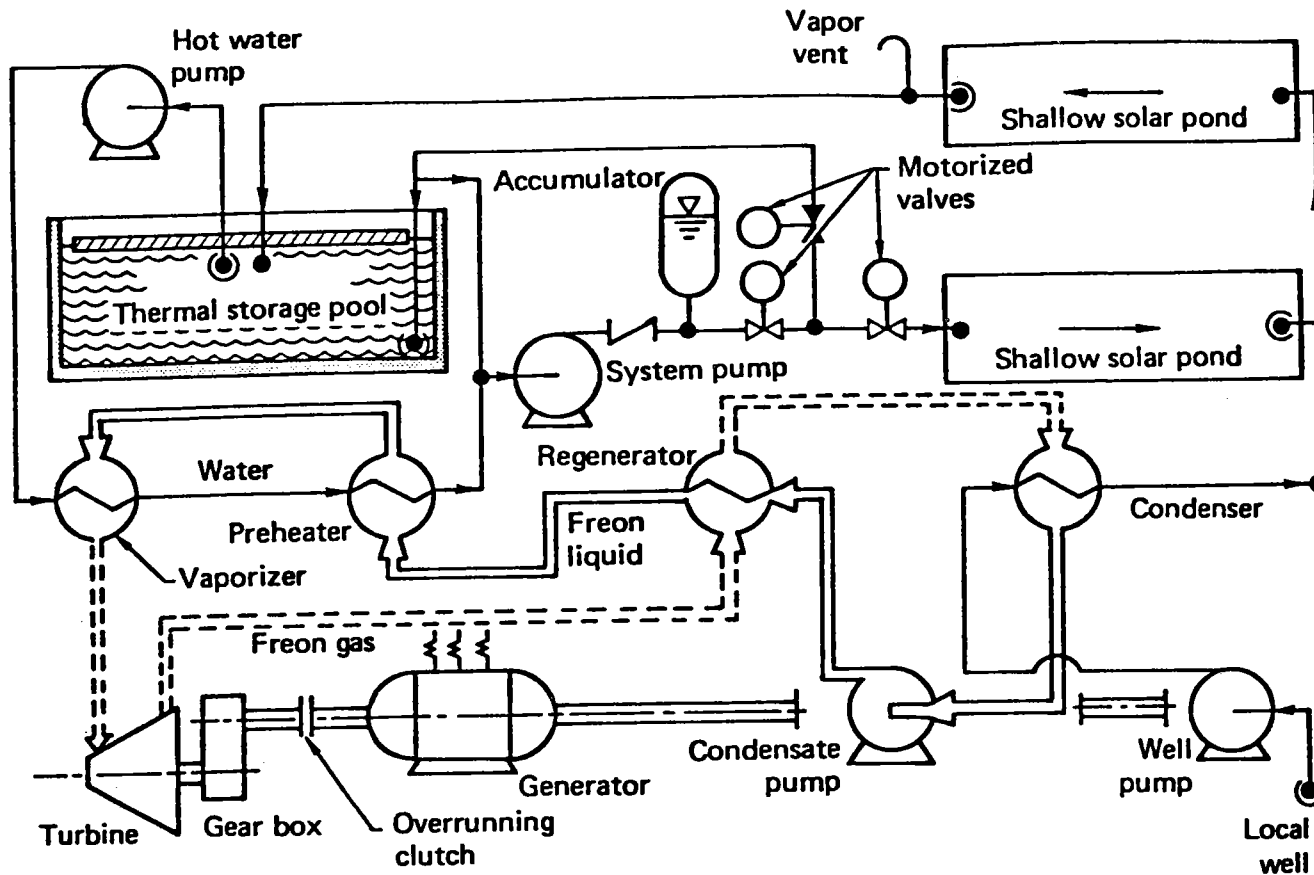 Hot water
pump
Vapor
vent
Shallow solar pond
Accumulator
Motorized
valves
Thermal storage pool
System pump
Shallow solar pond
Water
Regenerator
Preheater
Freon
liquid
Condenser
Vaporizer
Freon gas
Condensate
pump
Well
pump
Generator
Turbine
Gear box
Overrunning
clutch
Local
well